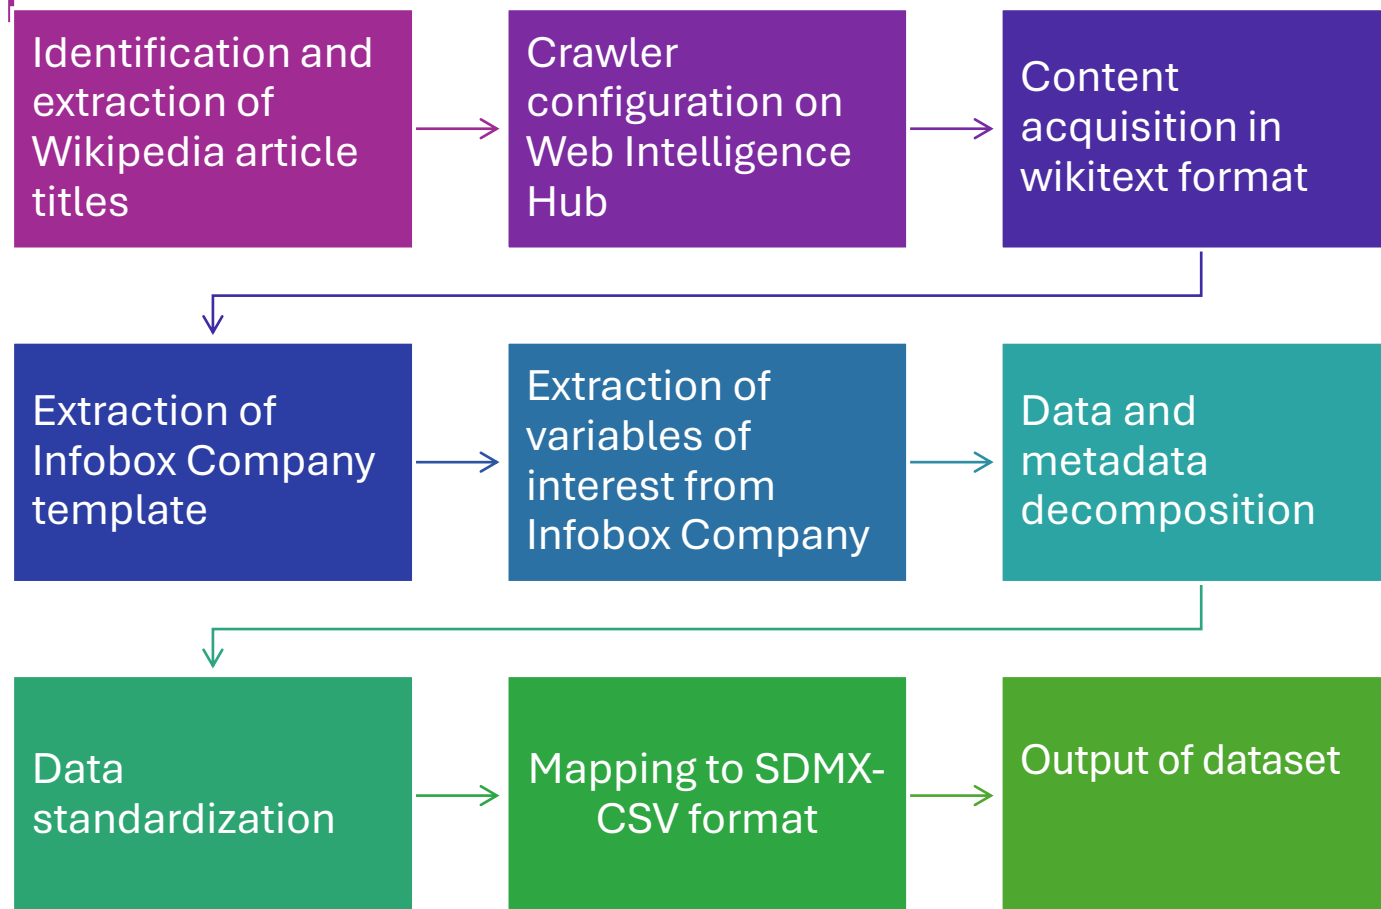 Identification and
extraction of
Wikipedia article
titles
Crawler
configuration on
Web Intelligence
Hub
Content
acquisition in
wikitext format
Extraction of
Infobox Company
template
Extraction of
variables of
interest from
Infobox Company
Data and
metadata
decomposition
Data
standardization
Mapping to SDMX-
CSV format
Output of dataset